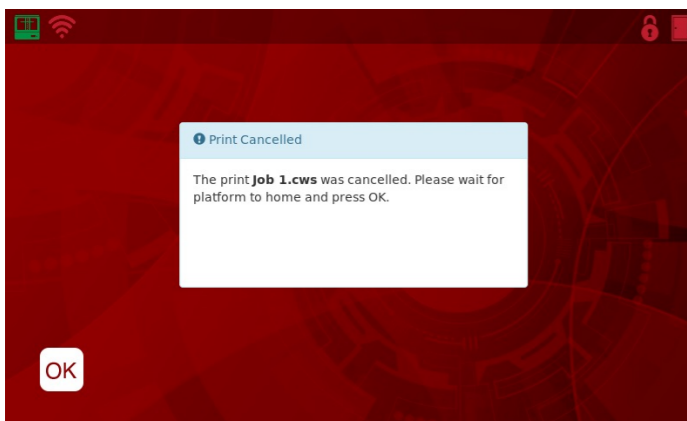 Print Cancelled
The print Job 1.cws was cancelled. Please wait for
platform to home and press OK.
OK